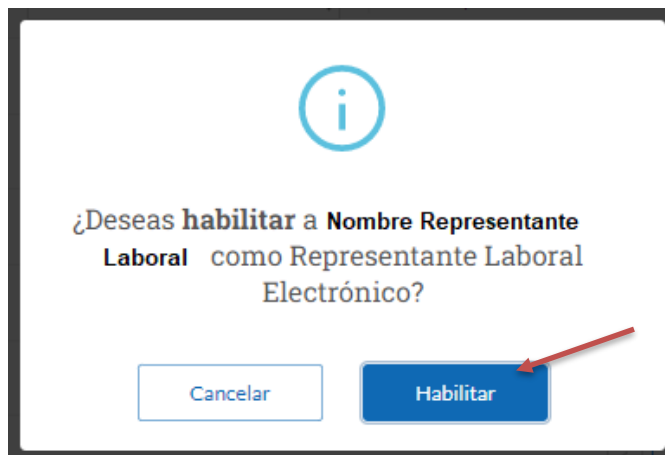 ¿Deseas habilitar a Nombre Representante
Laboral como Representante Laboral
Electrónico?
Cancelar
Habilitar